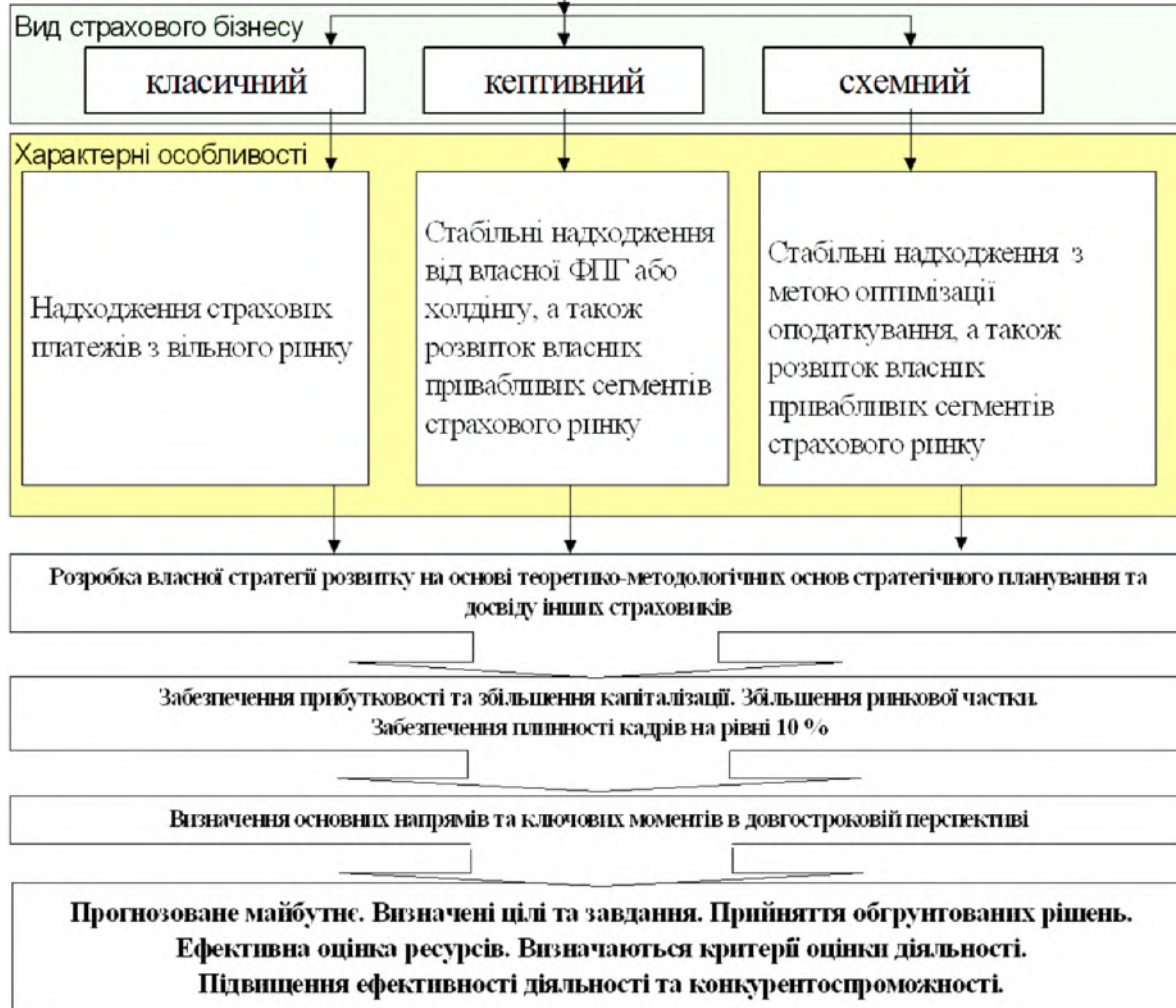 Вид страхового бізнесу
класичний
кептивний
схемний
Характерні особливості
Надходження страхових
платежів з вільного ринку
Стабільні надходження
від власної ФПГ або
холдінгу, а також
розвиток власних
привабливих сегментів
страхового ринку
Стабільні надходження з
метою оптимізації
оподаткування, а також
розвиток власних
привабливих сегментів
страхового ринку
Розробка власної стратегії розвитку на основі теоретико-методологічних основ стратегічного планування та
досвіду інших страховиків
Забезпечення прибутковості та збільшення капіталізації. Збільшення ринкової частки.
Забезпечення плинності кадрів на рівні 10 %
Визначення основних напрямів та ключових моментів в довгостроковій перспективі
Прогнозоване майбутнє. Визначені цілі та завдання. Прийняття обгрунтованих рішень.
Ефективна оцінка ресурсів. Визначаються критерії оцінки діяльності.
Підвищення ефективності діяльності та конкурентоспроможності.